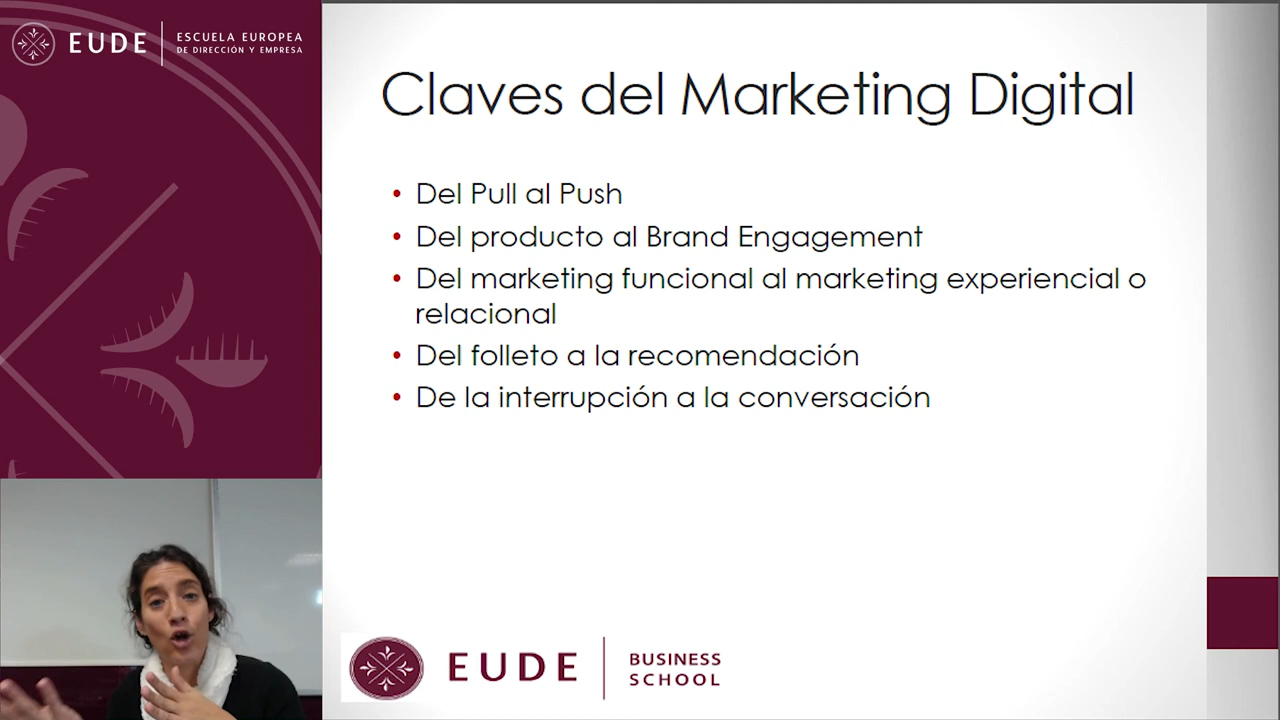 EUDE
ESCUELA EUROPEA
DE DIRECCIÓN Y EMPRESA
Claves del Marketing Digital
• Del Pull al Push
• Del producto al Brand Engagement
• Del marketing funcional al marketing experiencial o
relacional
• Del folleto a la recomendación
• De la interrupción a la conversación
EUDE
BUSINESS
SCHOOL